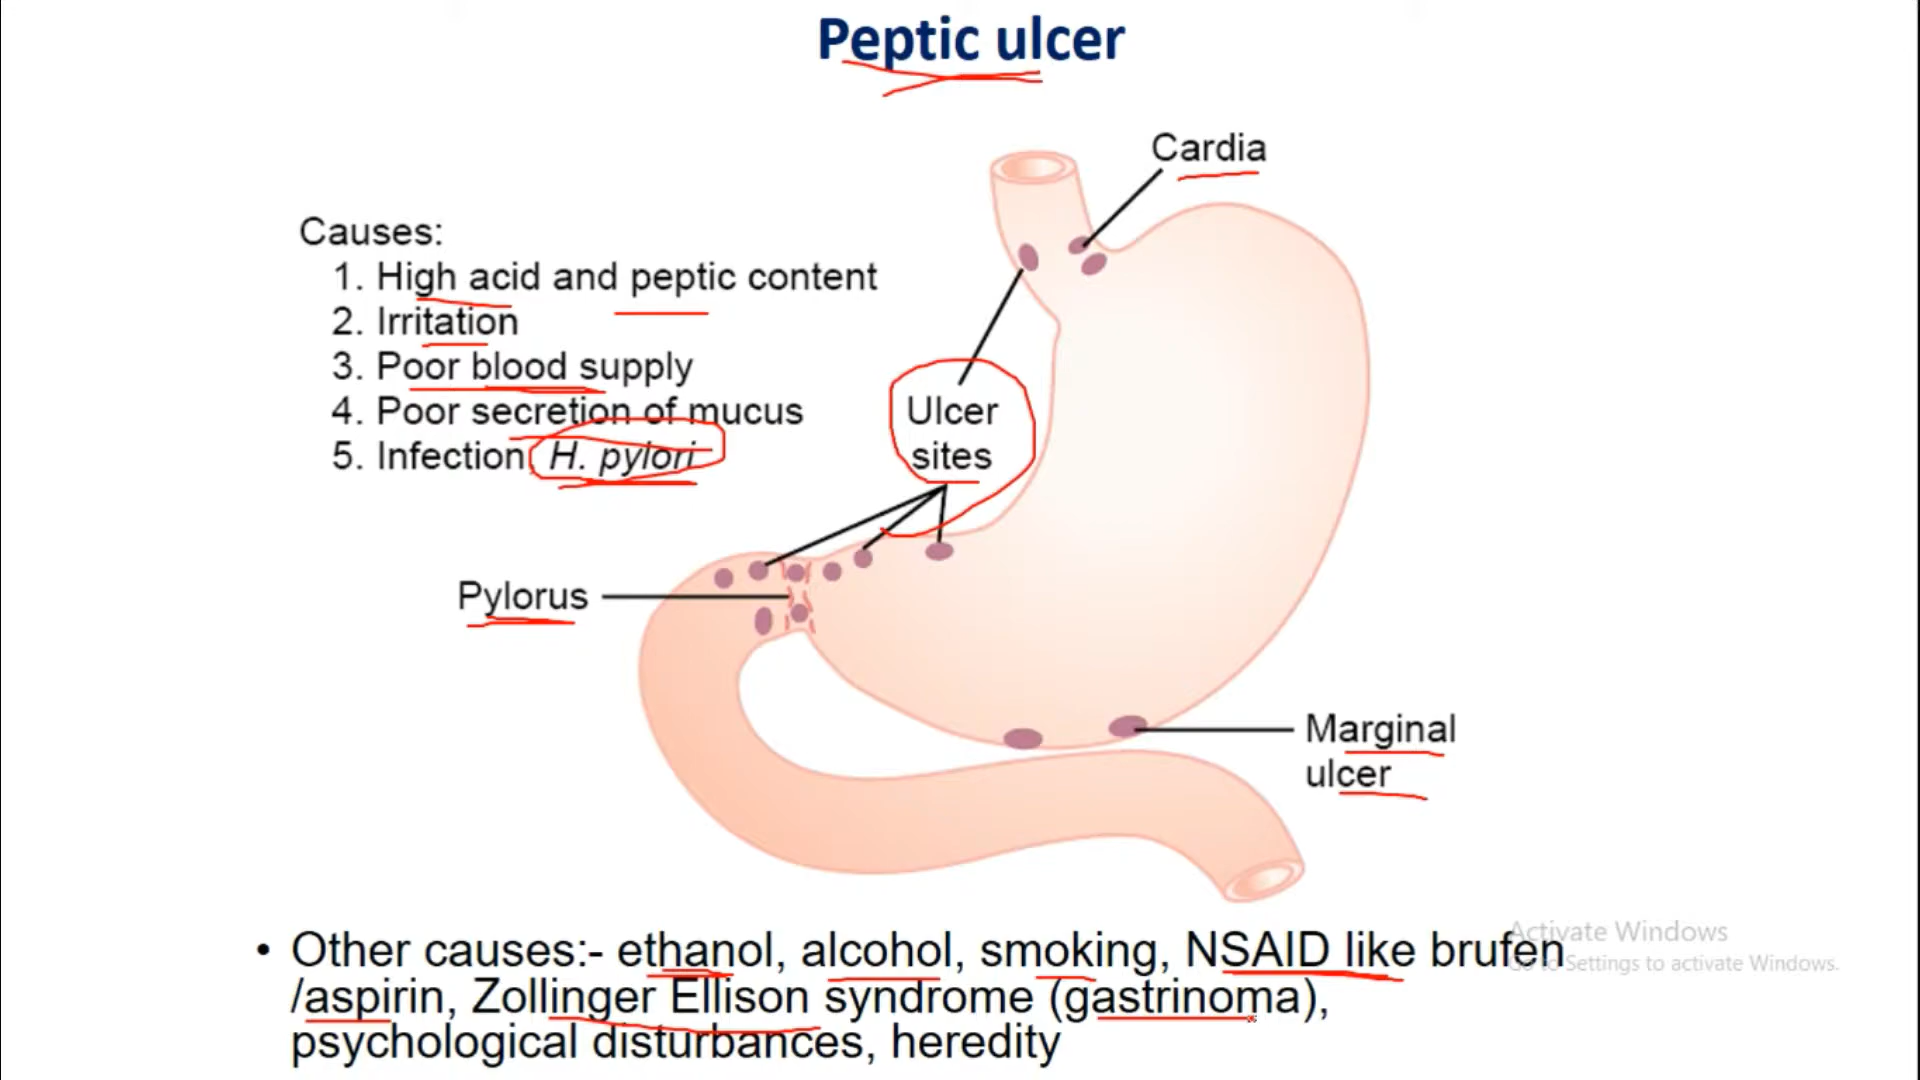 Peptic ulcer
Cardia
Causes:
1. High acid and peptic content
2. Irritation
3. Poor blood supply
4. Poor secretion of mucus
5. Infection H. pylori
Ulcer
sites
Pylorus
Marginal
ulcer
• Other causes:- ethanol, alcohol, smoking, NSAID like brufen
/aspirin, Zollinger Ellison syndrome (gastrinoma),
psychological disturbances, heredity
Activate Windows
Go to Settings to activate Windows.